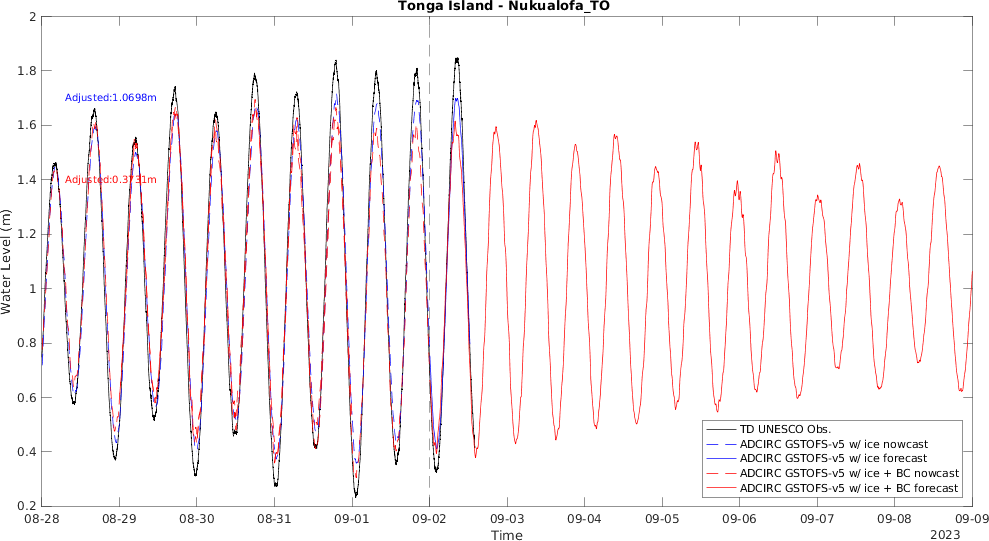 Tonga Island - Nukualofa_TO
2
1.8
1.6
1.4
1.2
1
0.8
0.6
0.4
0.2
Water Level (m)
Adjusted:1.0698m
Adjusted:0.3731m
TD UNESCO Obs.
ADCIRC GSTOFS-v5 w/ ice nowcast
ADCIRC GSTOFS-v5 w/ ice forecast
ADCIRC GSTOFS-v5 w/ ice + BC nowcast
ADCIRC GSTOFS-v5 w/ ice + BC forecast
08-28 08-29 08-30 08-31 09-01 09-02 09-03 09-04 09-05 09-06 09-07 09-08 09-09
Time
2023